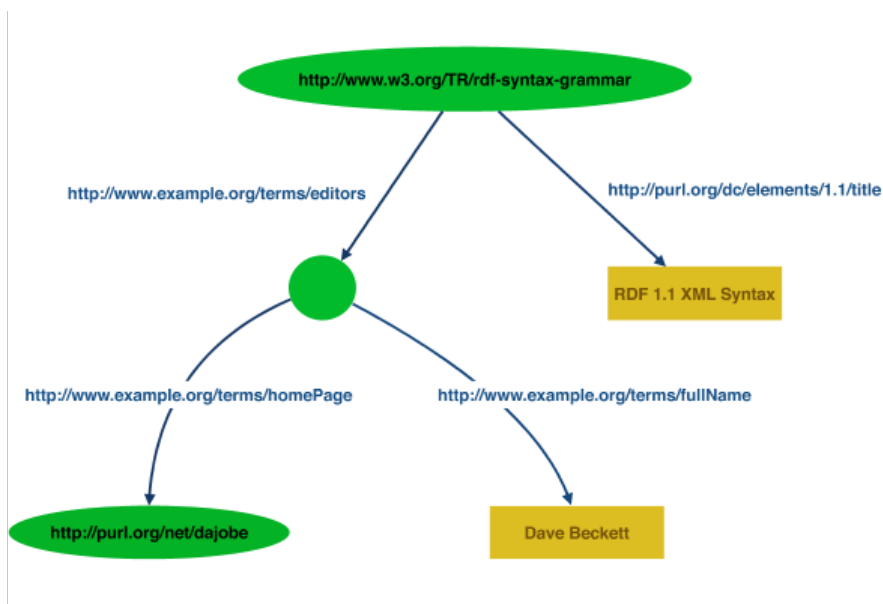 http://www.w3.org/TR/rdf-syntax-grammar
http://www.example.org/terms/editors
http://purl.org/dc/elements/1.1/title
RDF 1.1 XML Syntax
http://www.example.org/terms/homePage
http://www.example.org/terms/fullName
http://purl.org/net/dajobe
Dave Beckett